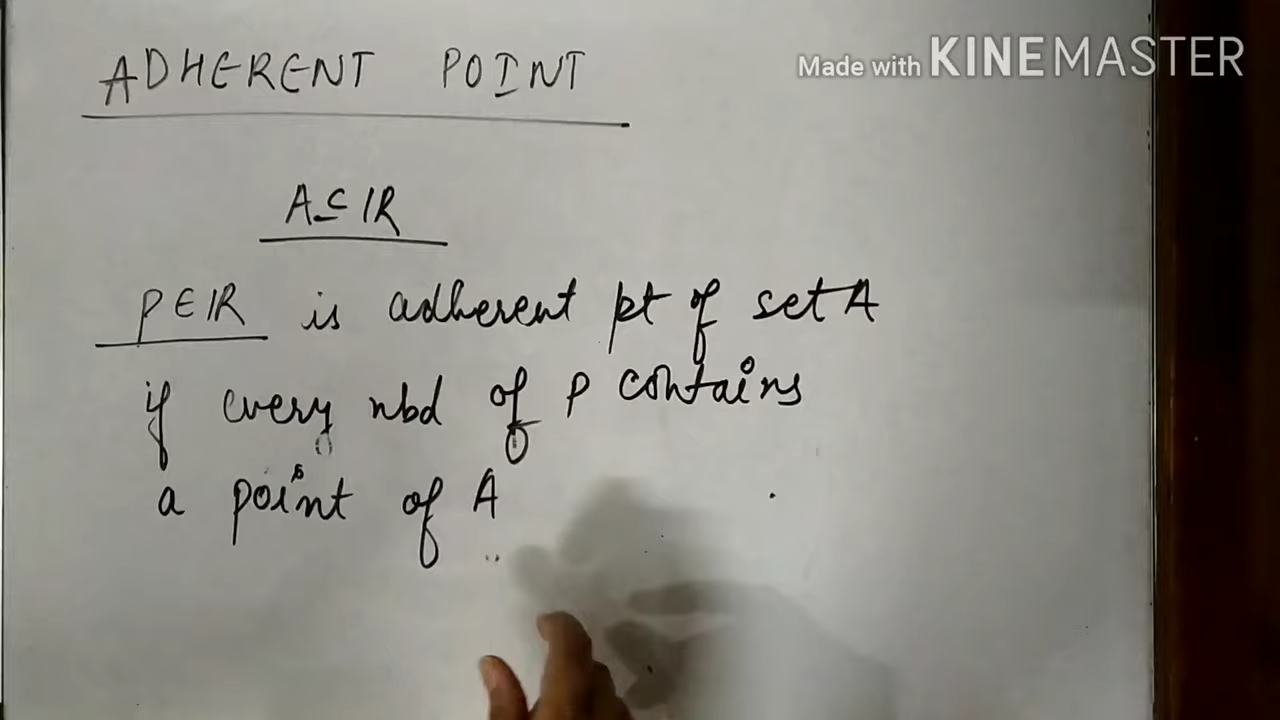 ADHERENT POINT
Made with KINEMASTER
A ⊆ IR
P ∈ IR is adherent pt of set A
if every nbd of P contains
a point of A